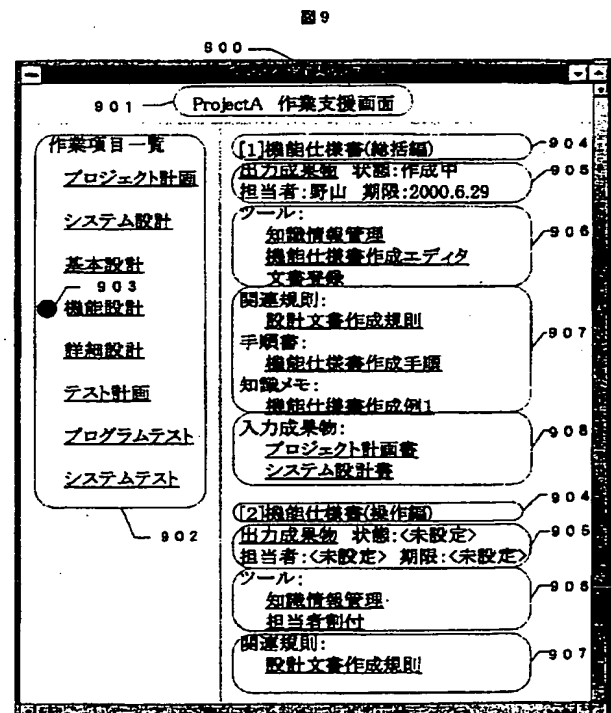 図9
900
901
ProjectA 作業支援画面
作業項目一覧
プロジェクト計画
システム設計
基本設計
903
機能設計
詳細設計
テスト計画
プログラムテスト
システムテスト
902
[1]機能仕様書(総括編)
904
出力成果物 状態:作成中
905
担当者:野山 期限:2000.6.29
ツール:
906
知識情報管理
機能仕様書作成エディタ
文書登録
関連規則:
設計文書作成規則
907
手順書:
機能仕様書作成手順
知識メモ:
機能仕様書作成例1
入力成果物:
908
プロジェクト計画書
システム設計書
[2]機能仕様書(操作編)
904
出力成果物 状態:<未設定>
905
担当者:<未設定> 期限:<未設定>
ツール:
906
知識情報管理
担当者割付
関連規則:
907
設計文書作成規則